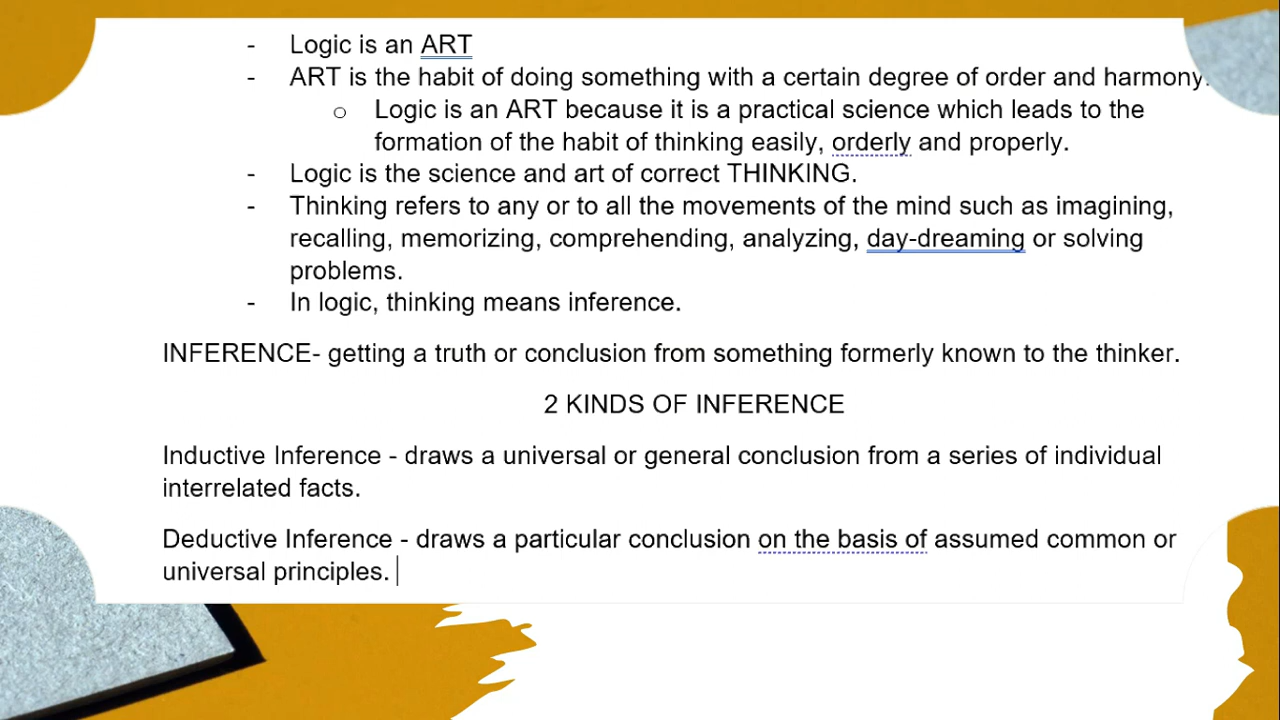 - Logic is an ART
- ART is the habit of doing something with a certain degree of order and harmony.
o Logic is an ART because it is a practical science which leads to the
formation of the habit of thinking easily, orderly and properly.
- Logic is the science and art of correct THINKING.
- Thinking refers to any or to all the movements of the mind such as imagining,
recalling, memorizing, comprehending, analyzing, day-dreaming or solving
problems.
- In logic, thinking means inference.
INFERENCE- getting a truth or conclusion from something formerly known to the thinker.
2 KINDS OF INFERENCE
Inductive Inference - draws a universal or general conclusion from a series of individual
interrelated facts.
Deductive Inference - draws a particular conclusion on the basis of assumed common or
universal principles.